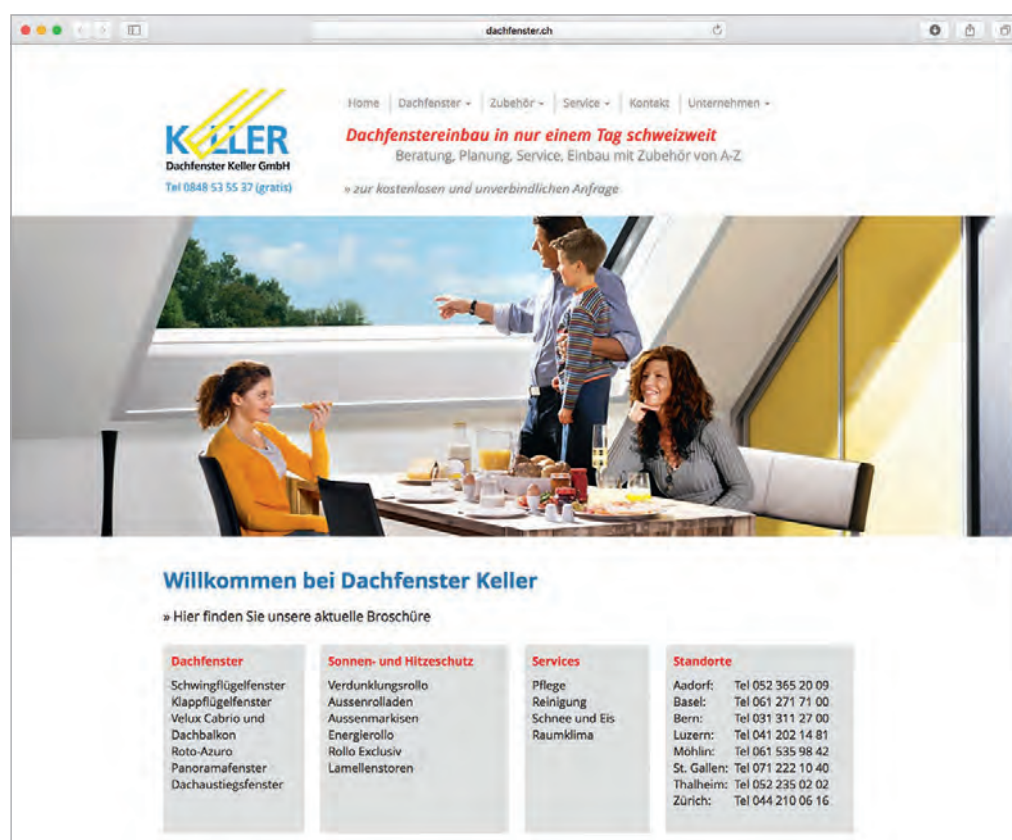 dachfenster.ch
Home Dachfenster Zubehör Service Kontakt Unternehmen
KELLER
Dachfenster Keller GmbH
Tel 0848 53 55 37 (gratis)
Dachfenstereinbau in nur einem Tag schweizweit
Beratung, Planung, Service, Einbau mit Zubehör von A-Z
» zur kostenlosen und unverbindlichen Anfrage
Willkommen bei Dachfenster Keller
» Hier finden Sie unsere aktuelle Broschüre
Dachfenster
Schwingflügelfenster
Klappflügelfenster
Velux Cabrio und
Dachbalkon
Roto-Azuro
Panoramafenster
Dachaustiegsfenster
Sonnen- und Hitzeschutz
Verdunklungsrollo
Aussenrolladen
Aussenmarkisen
Energierollo
Rollo Exclusiv
Lamellenstoren
Services
Pflege
Reinigung
Schnee und Eis
Raumklima
Standorte
Aadorf: Tel 052 365 20 09
Basel: Tel 061 271 71 00
Bern: Tel 031 311 27 00
Luzern: Tel 041 202 14 81
Möhlin: Tel 061 535 98 42
St. Gallen: Tel 071 222 10 40
Thalheim: Tel 052 235 02 02
Zürich: Tel 044 210 06 16